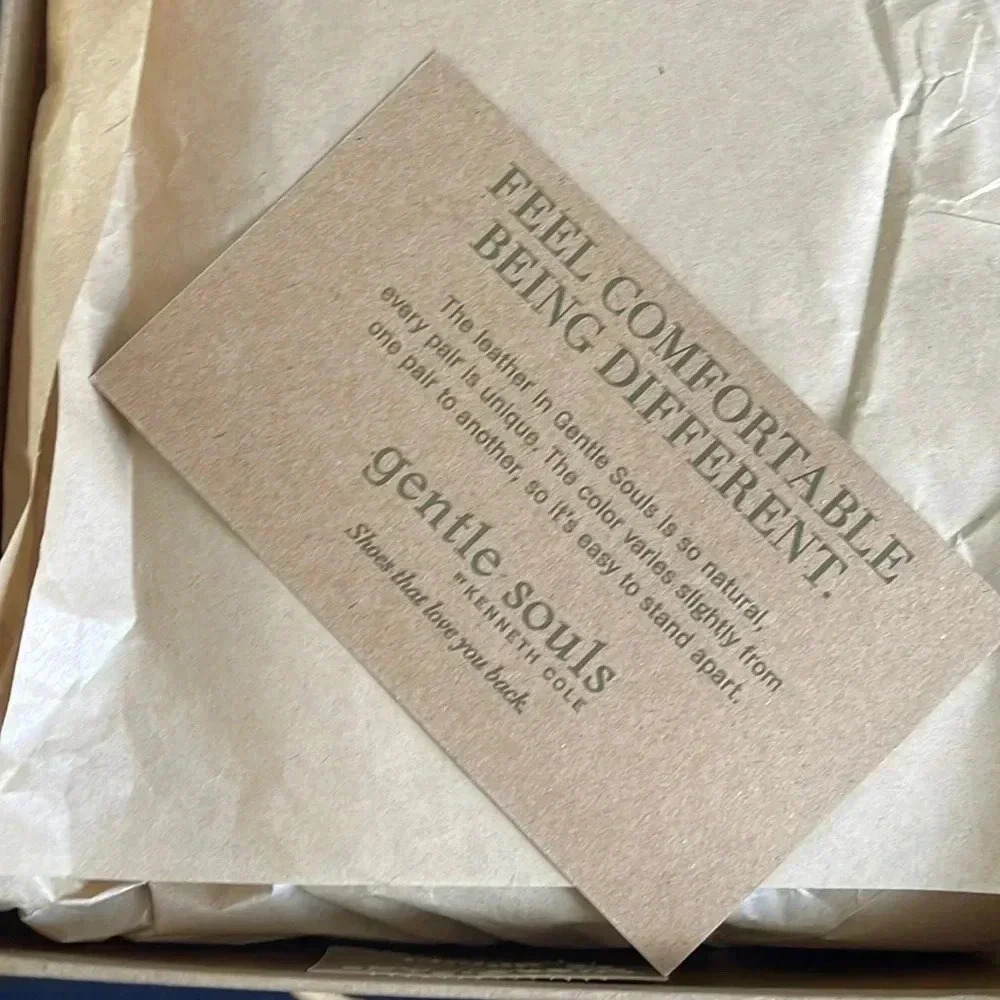 FEEL COMFORTABLE
BEING DIFFERENT.
The leather in Gentle Souls is so natural,
every pair is unique. The color varies slightly from
one pair to another, so it's easy to stand apart.
gentle souls
BY KENNETH COLE
Shoes that love you back.